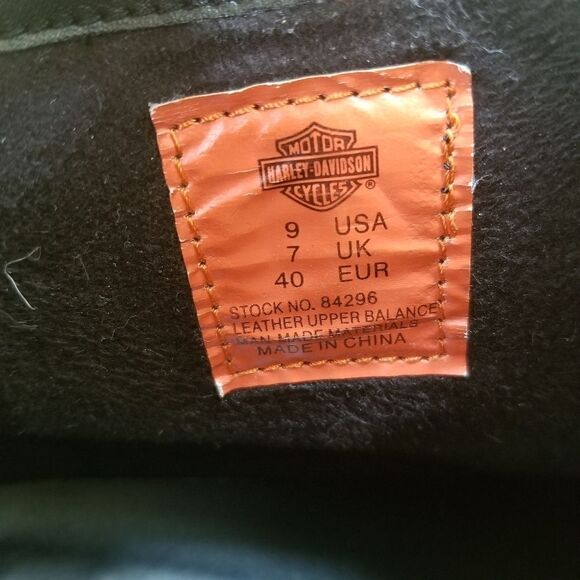 MOTOR
HARLEY-DAVIDSON
CYCLES ®
9 USA
7 UK
40 EUR
STOCK NO. 84296
LEATHER UPPER BALANCE
MAN MADE MATERIALS
MADE IN CHINA